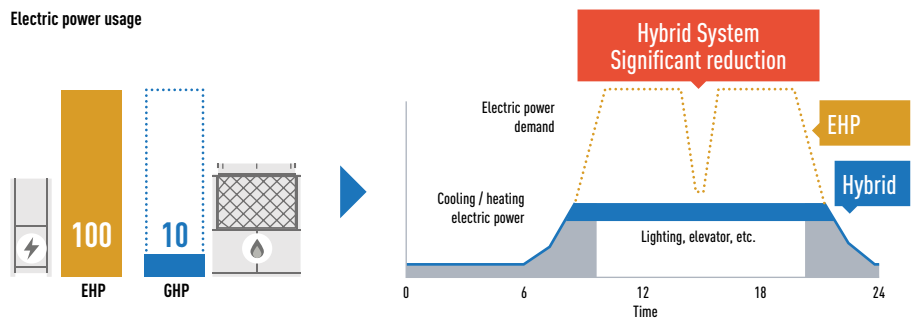 Electric power usage
100
10
EHP
GHP
Hybrid System
Significant reduction
Electric power
demand
EHP
Cooling / heating
electric power
Hybrid
Lighting, elevator, etc.
0
6
12
18
24
Time